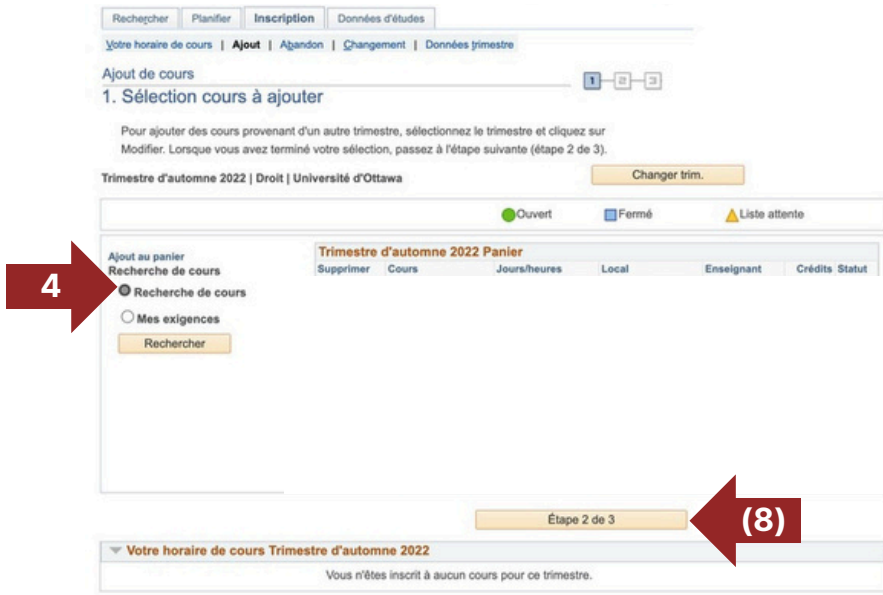 Rechercher Planifier Inscription Données d'études
Votre horaire de cours | Ajout | Abandon | Changement | Données trimestre
Ajout de cours
1 2 3
1. Sélection cours à ajouter
Pour ajouter des cours provenant d'un autre trimestre, sélectionnez le trimestre et cliquez sur
Modifier. Lorsque vous avez terminé votre sélection, passez à l'étape suivante (étape 2 de 3).
Trimestre d'automne 2022 | Droit | Université d'Ottawa Changer trim.
Ouvert Fermé Liste attente
Ajout au panier
Trimestre d'automne 2022 Panier
Recherche de cours
Supprimer Cours Jours/heures Local Enseignant Crédits Statut
4
Recherche de cours
Mes exigences
Rechercher
Étape 2 de 3 (8)
Votre horaire de cours Trimestre d'automne 2022
Vous n'êtes inscrit à aucun cours pour ce trimestre.